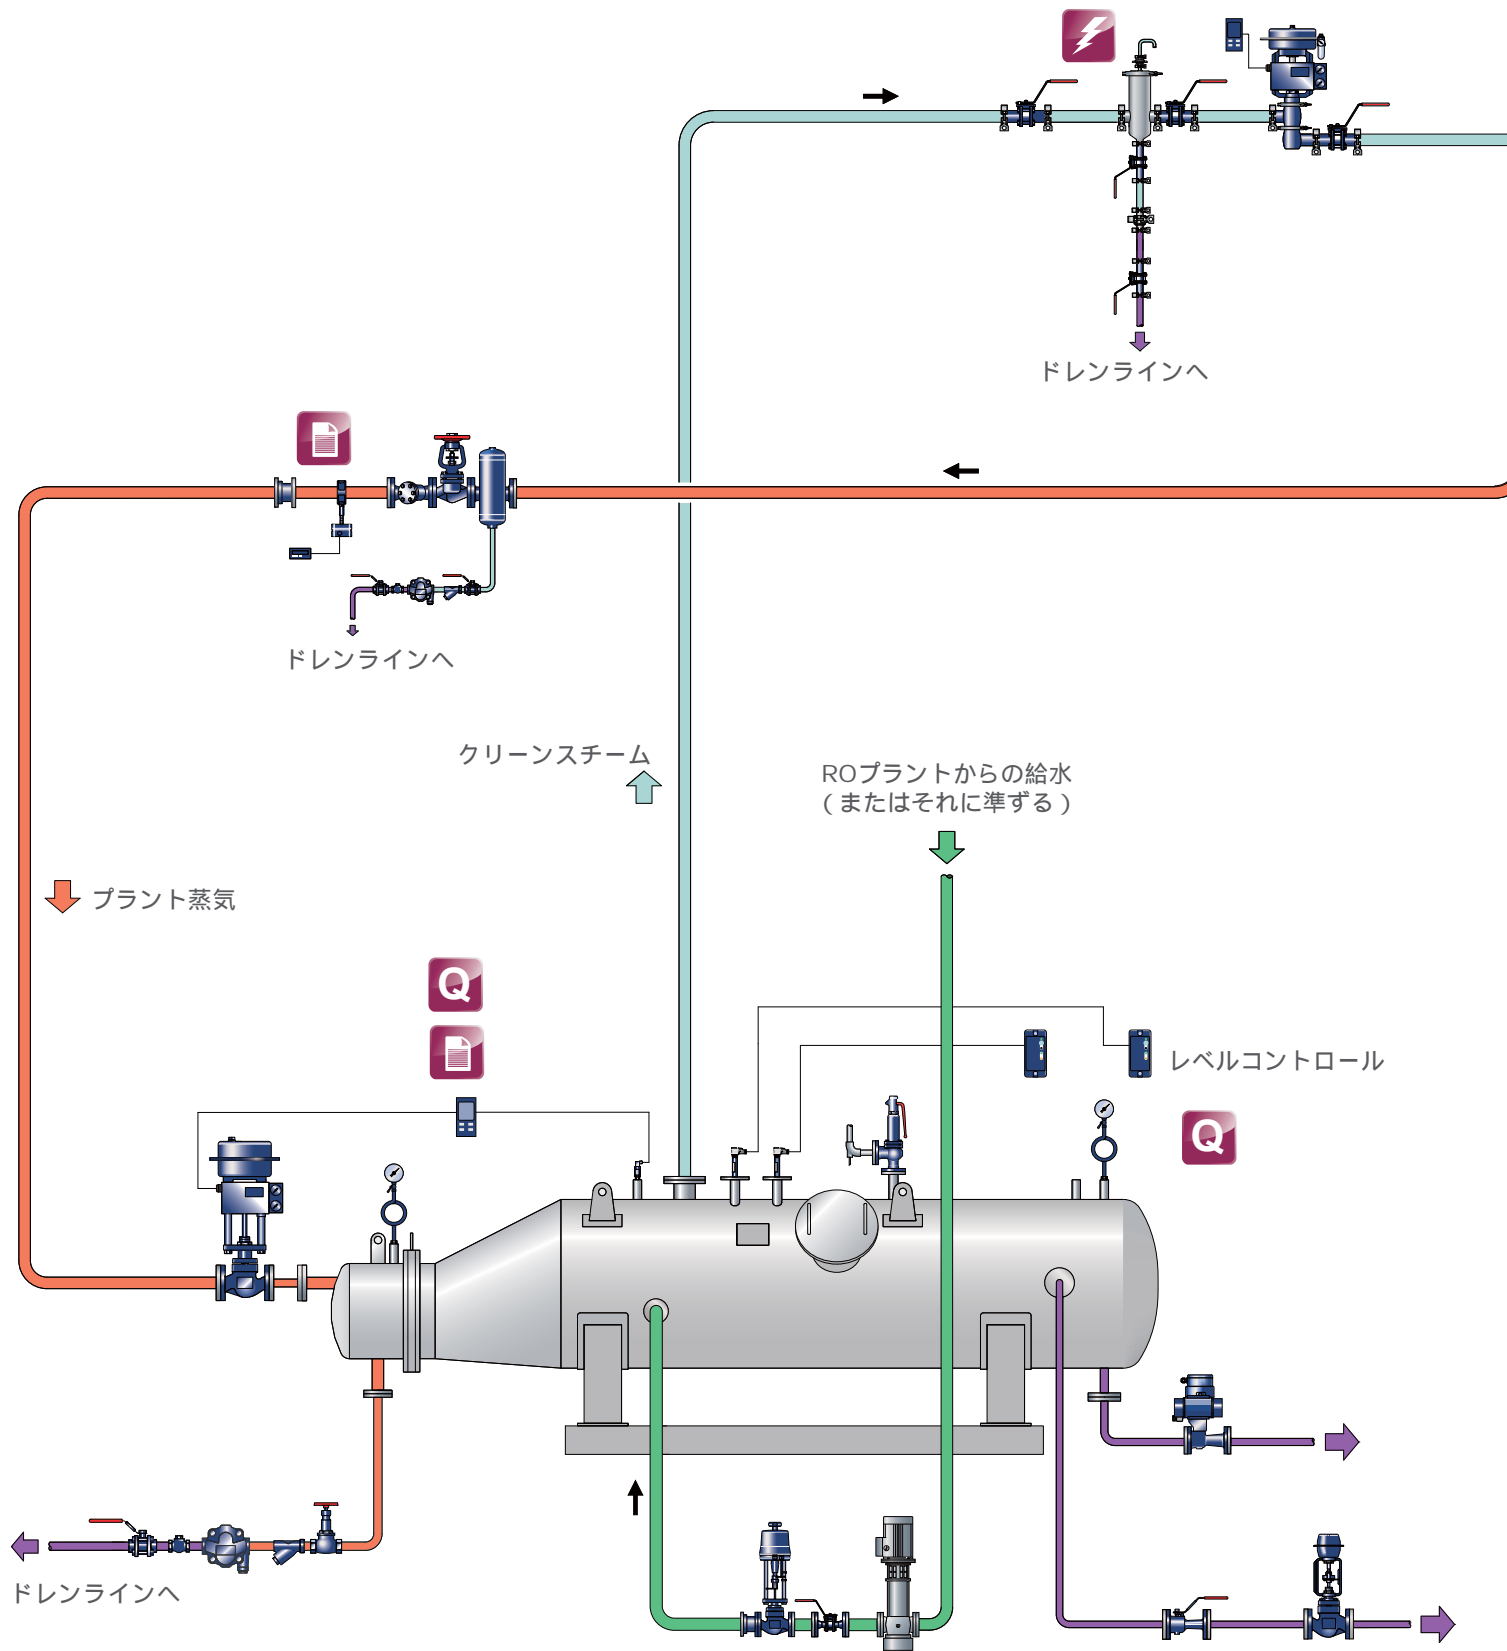 ドレンラインへ
ドレンラインへ
クリーンスチーム
ROプラントからの給水
(またはそれに準ずる)
プラント蒸気
Q
レベルコントロール
Q
ドレンラインへ